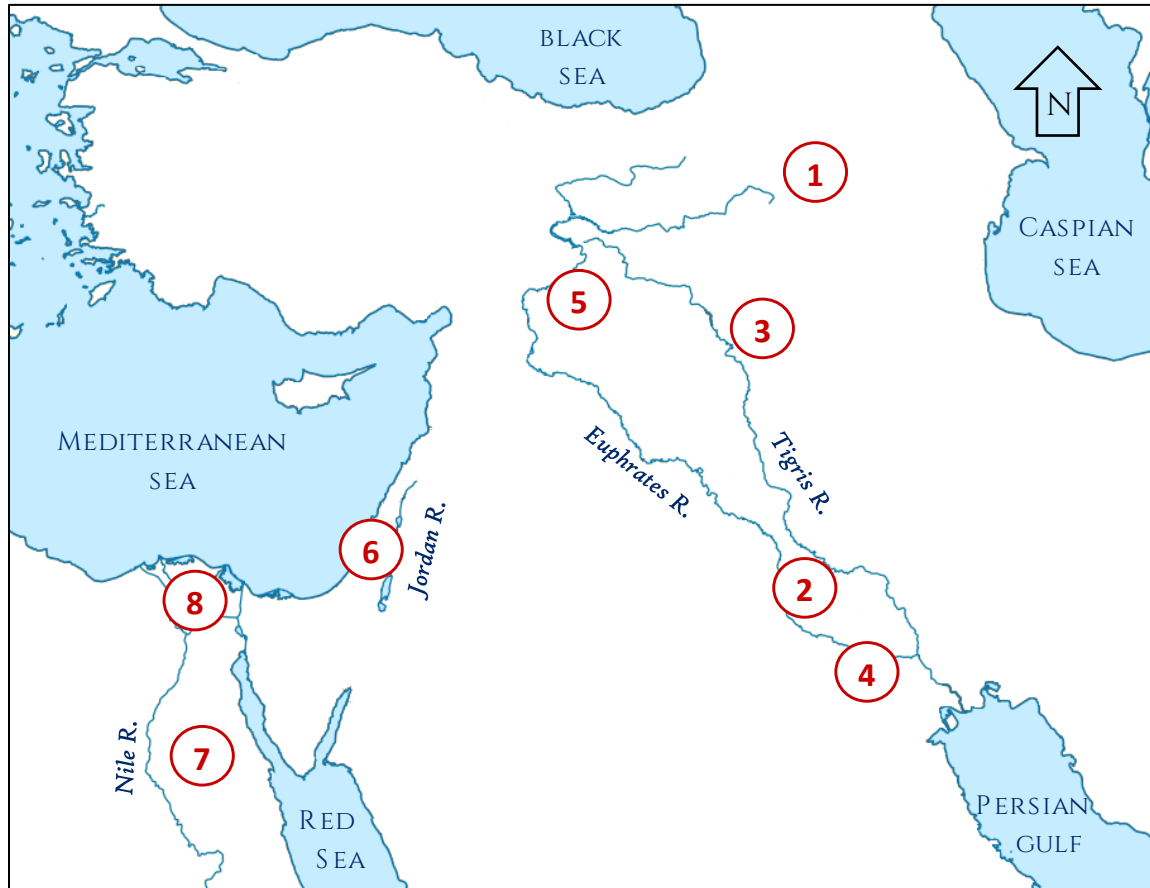 BLACK
SEA
N
1
CASPIAN
SEA
5
3
MEDITERRANEAN
SEA
Euphrates R.
Tigris R.
6
Jordan R.
2
8
4
Nile R.
7
PERSIAN
GULF
RED
SEA